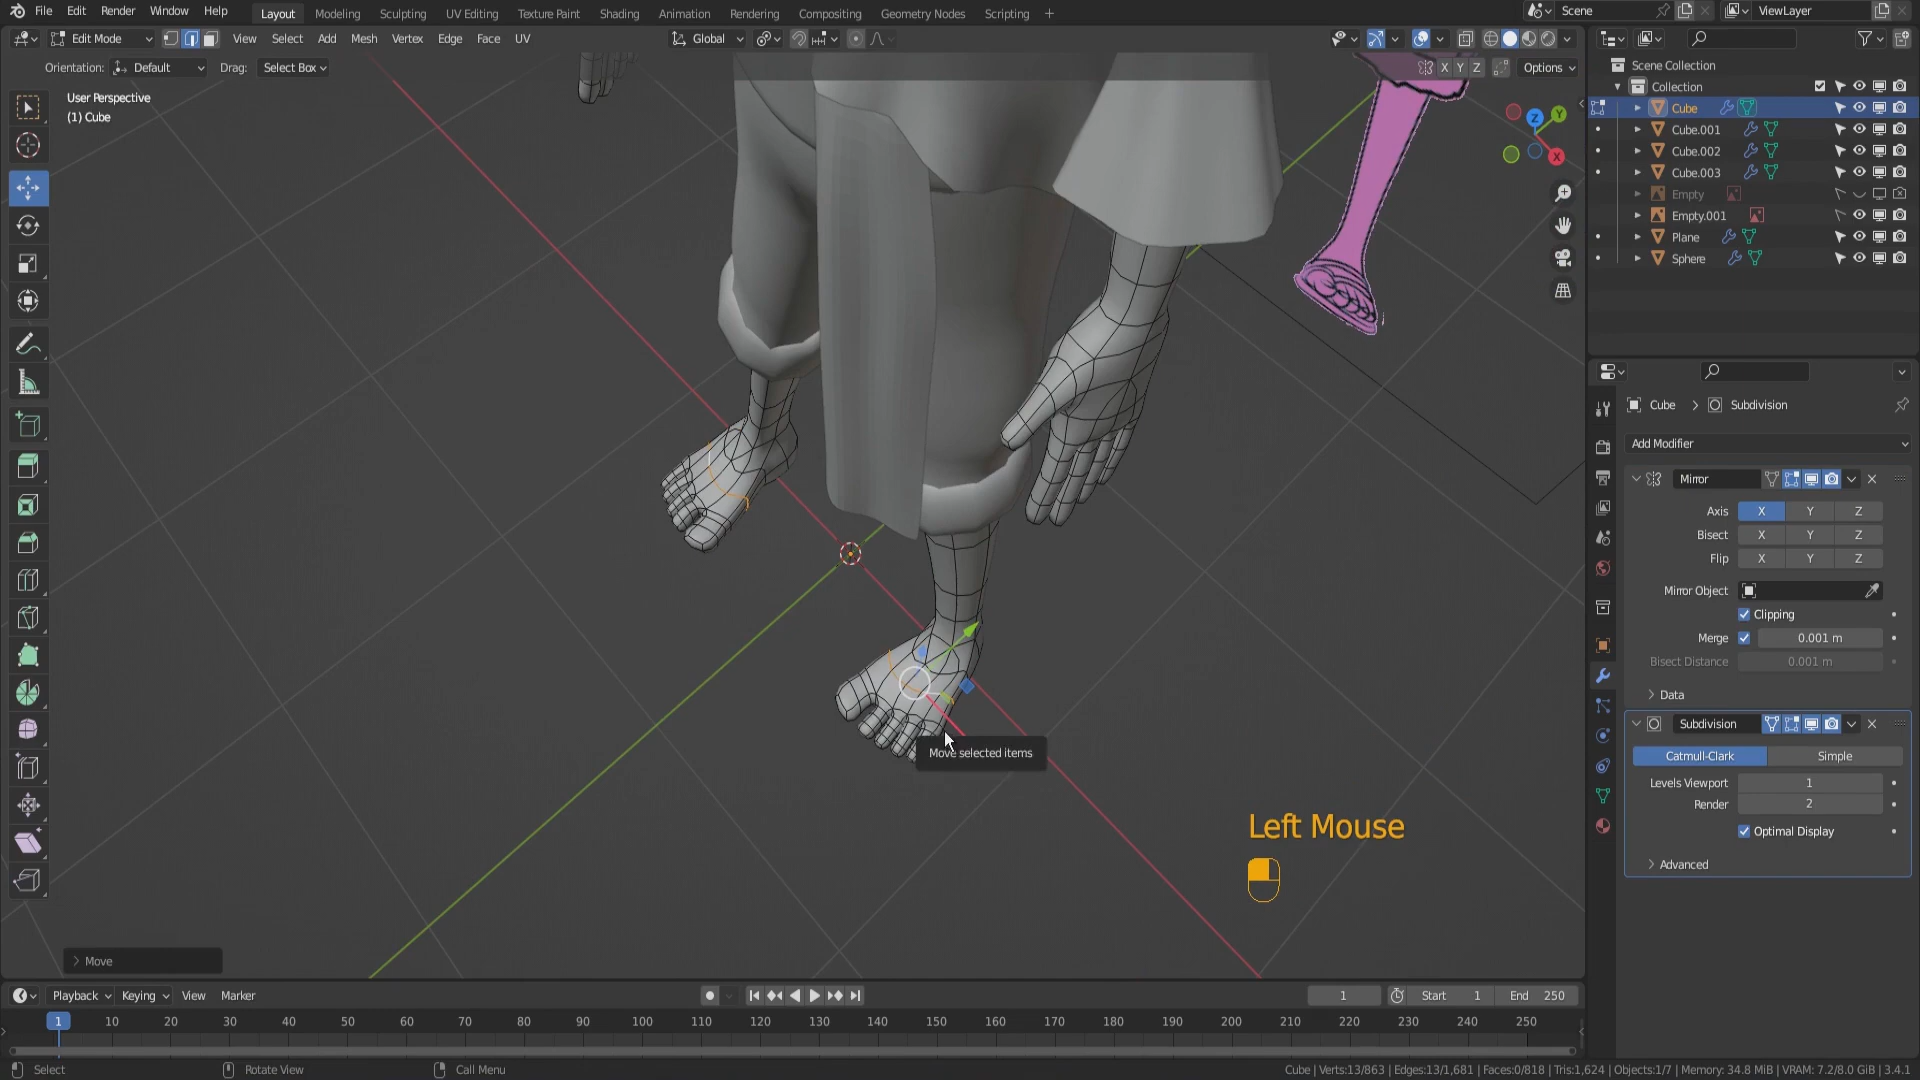 File Edit Render Window Help Layout Modeling Sculpting UV Editing Texture Paint Shading Animation Rendering Compositing Geometry Nodes Scripting + Scene ViewLayer
Edit Mode View Select Add Mesh Vertex Edge Face UV Global
Orientation: Default Drag: Select Box X Y Z Options
User Perspective
(1) Cube
Z Y X
Scene Collection
Collection
Cube
Cube.001
Cube.002
Cube.003
Empty
Empty.001
Plane
Sphere
Cube > Subdivision
Add Modifier
Mirror
Axis X Y Z
Bisect X Y Z
Flip X Y Z
Mirror Object
Clipping
Merge 0.001 m
Bisect Distance 0.001 m
Data
Subdivision
Catmull-Clark Simple
Levels Viewport 1
Render 2
Optimal Display
Advanced
Move selected items
Left Mouse
Move
Playback Keying View Marker 1 Start 1 End 250
1 10 20 30 40 50 60 70 80 90 100 110 120 130 140 150 160 170 180 190 200 210 220 230 240 250
Select Rotate View Call Menu Cube | Verts:13/863 | Edges:13/1,681 | Faces:0/818 | Tris:1,624 | Objects:1/7 | Memory: 34.8 MiB | VRAM: 7.2/8.0 GiB | 3.4.1